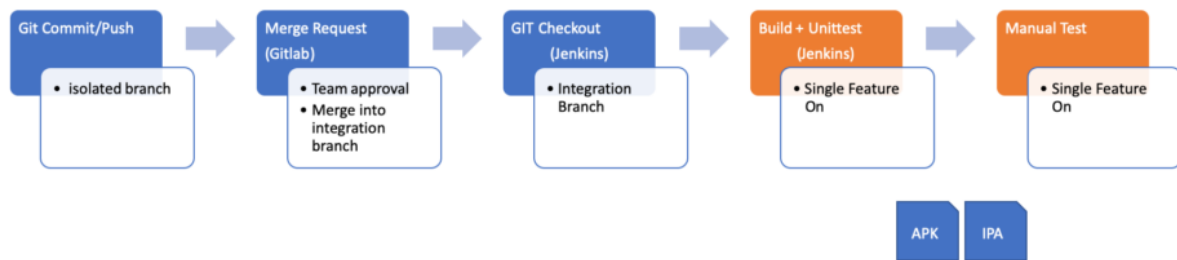 Git Commit/Push
• isolated branch
Merge Request
(Gitlab)
• Team approval
• Merge into
integration
branch
GIT Checkout
(Jenkins)
• Integration
Branch
Build + Unittest
(Jenkins)
• Single Feature
On
Manual Test
• Single Feature
On
APK
IPA